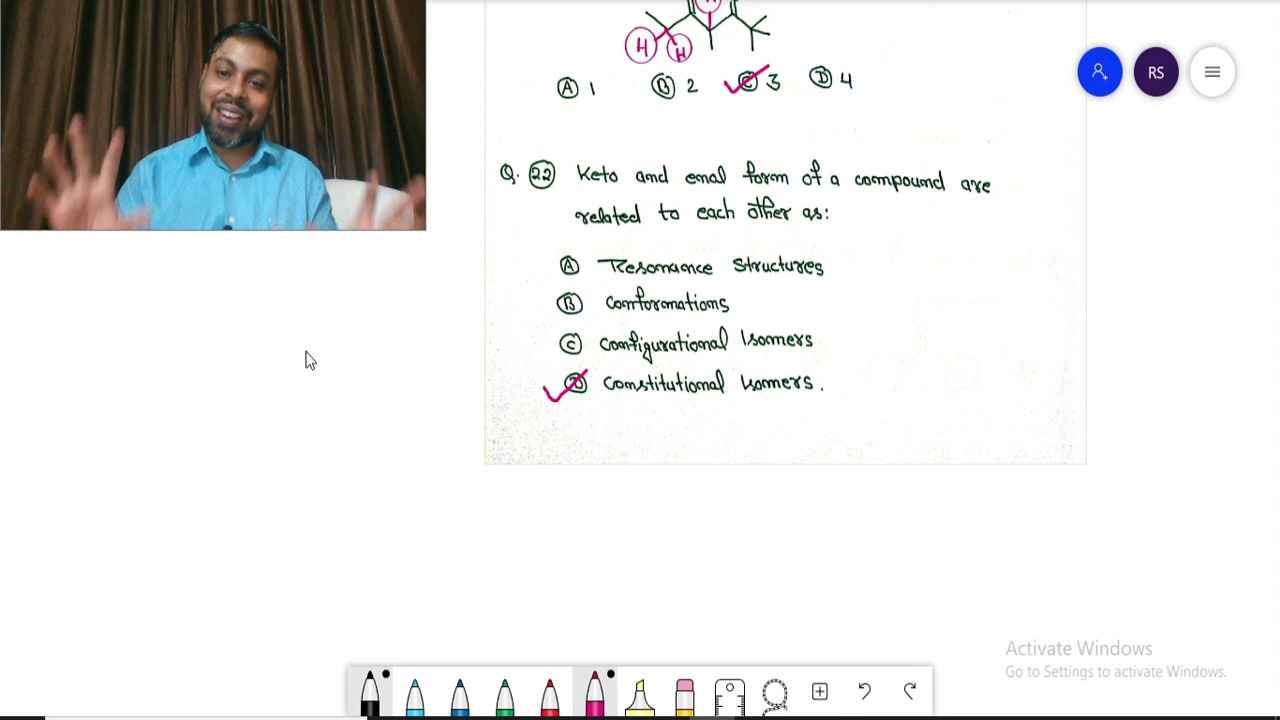 H H
Ⓐ 1 Ⓑ 2 Ⓒ 3 Ⓓ 4
RS
Q. ㉒ Keto and enal form of a compound are
related to each other as:
Ⓐ Resonance structures
Ⓑ Conformations
Ⓒ Configurational Isomers
Ⓓ Constitutional Isomers.
Activate Windows
Go to Settings to activate Windows.